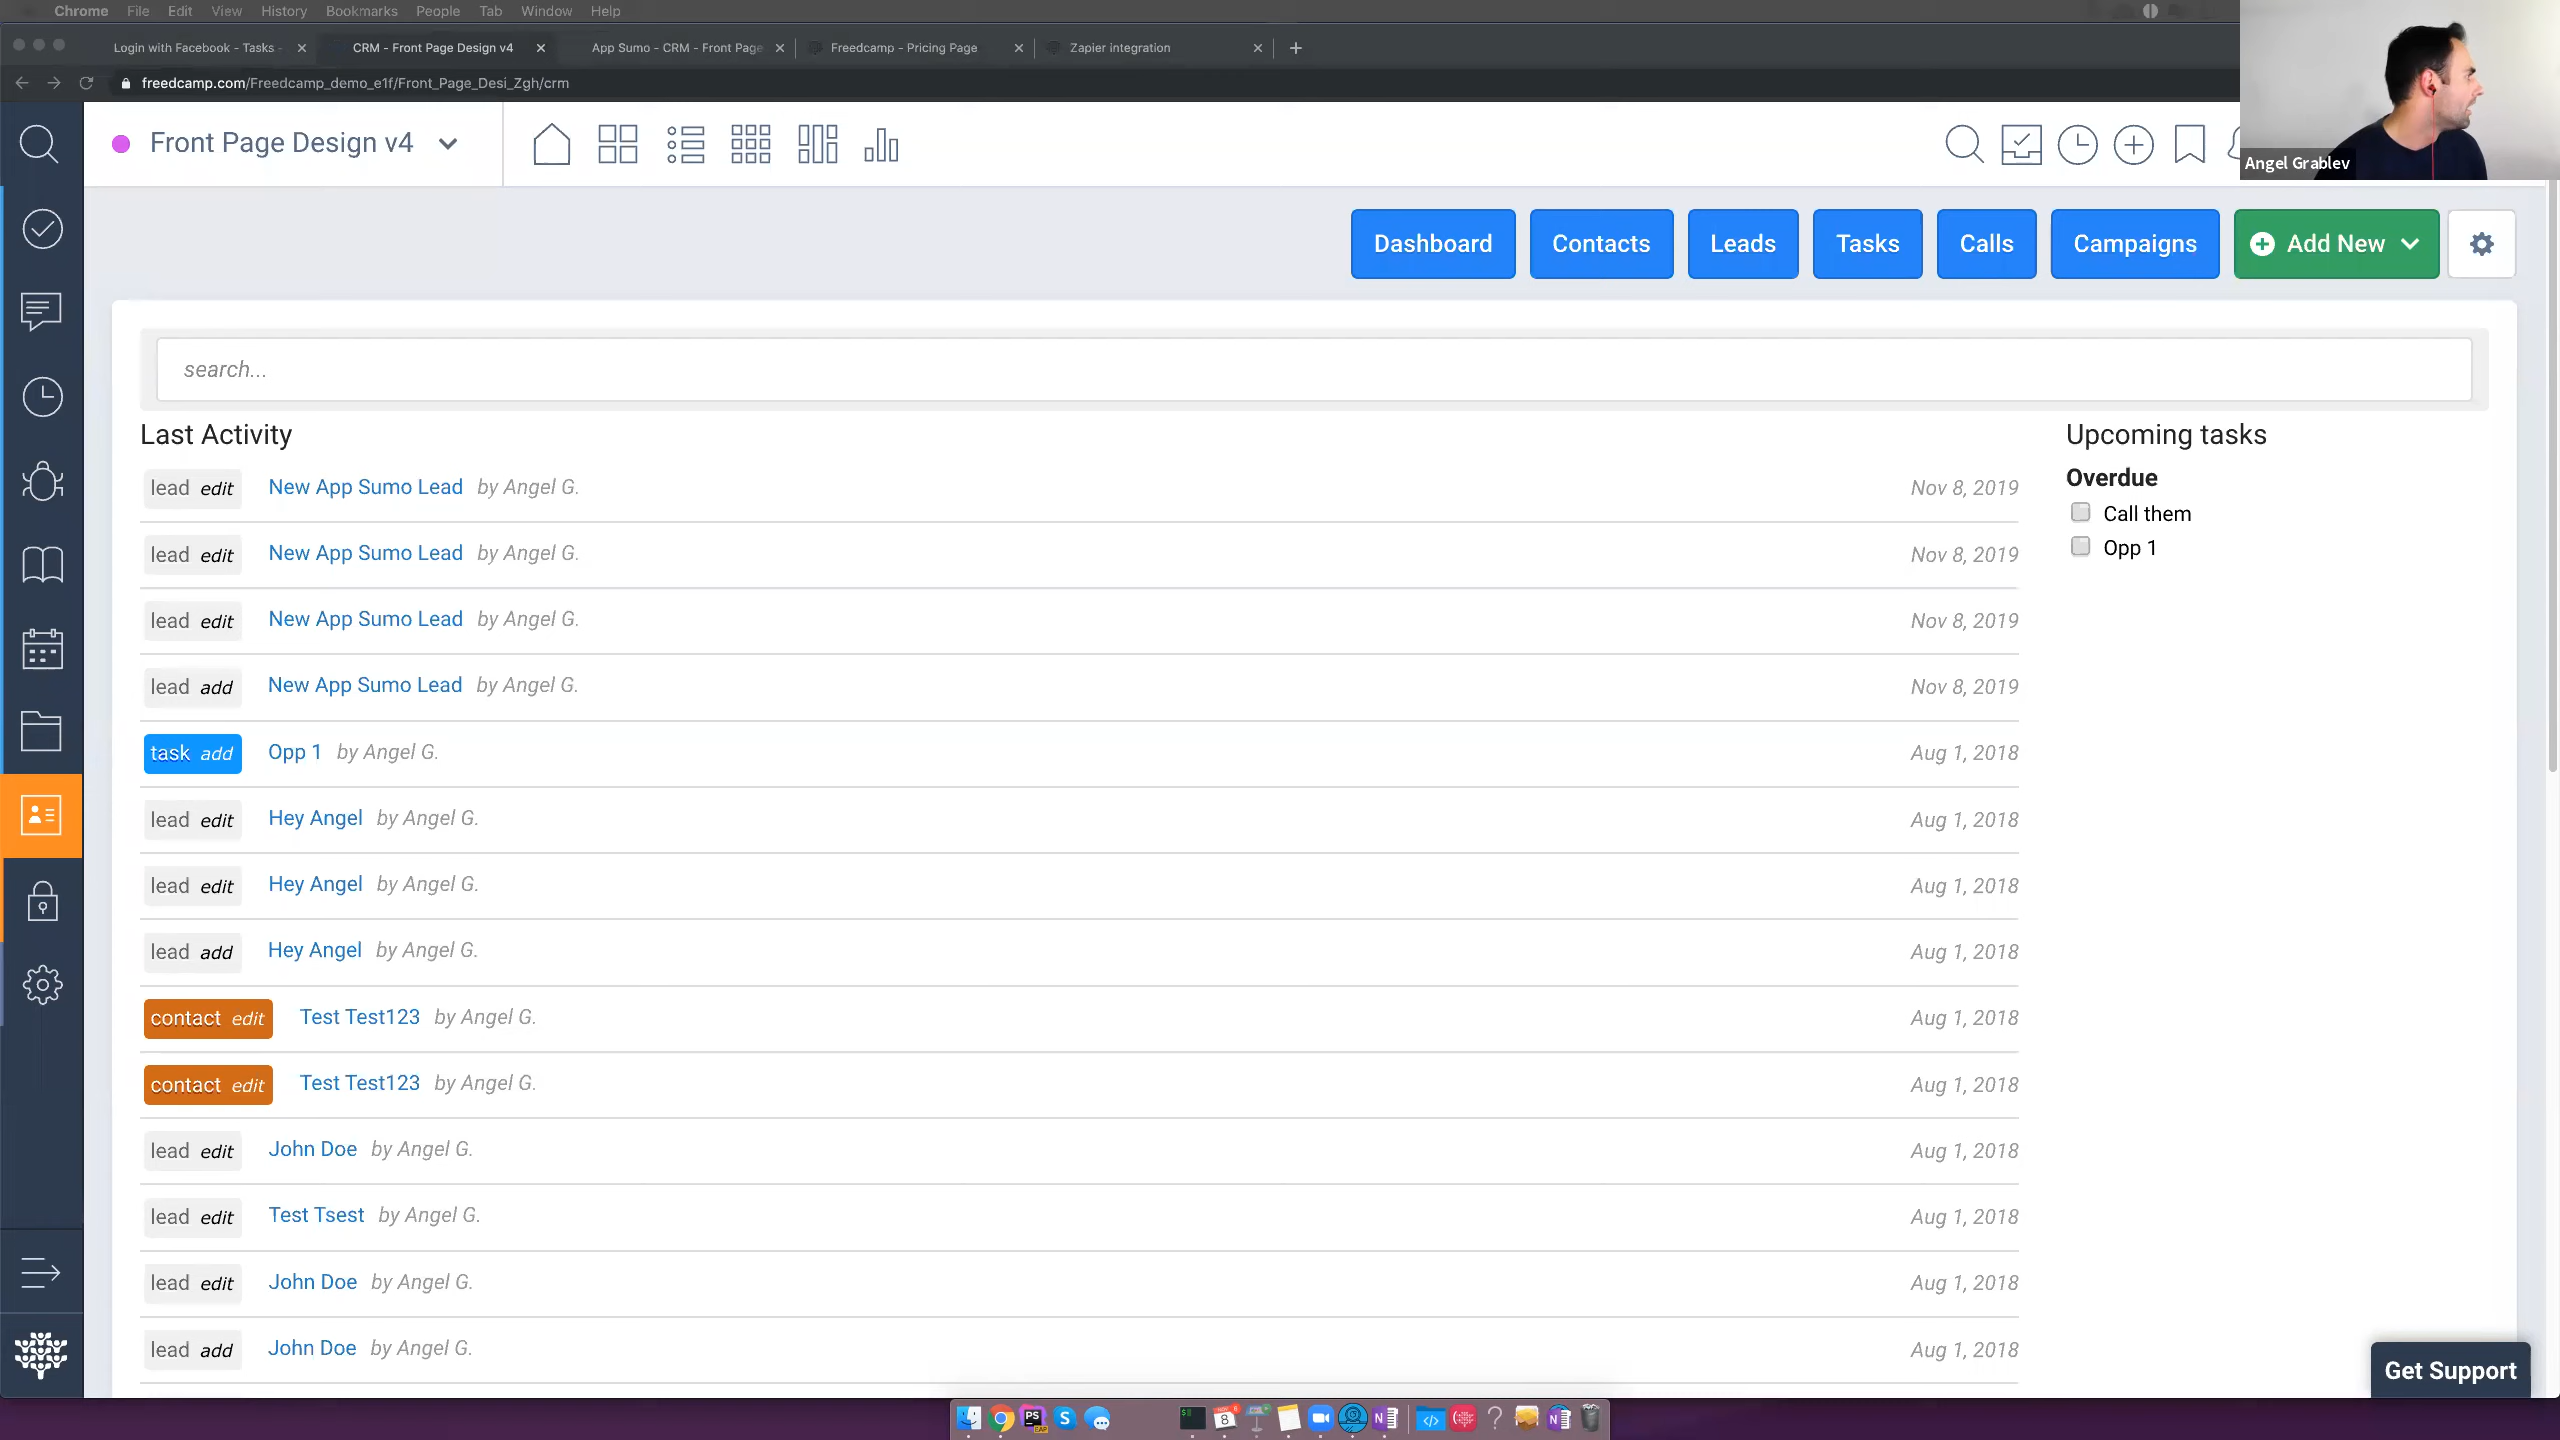 Chrome File Edit View History Bookmarks People Tab Window Help
Login with Facebook - Tasks - CRM - Front Page Design v4 App Sumo - CRM - Front Page Freedcamp - Pricing Page Zapier integration
freedcamp.com/Freedcamp_demo_e1f/Front_Page_Desi_Zgh/crm
Front Page Design v4
Angel Grablev
Dashboard Contacts Leads Tasks Calls Campaigns Add New
search...
Last Activity
Upcoming tasks
Overdue
Call them
Opp 1
lead edit New App Sumo Lead by Angel G. Nov 8, 2019
lead edit New App Sumo Lead by Angel G. Nov 8, 2019
lead edit New App Sumo Lead by Angel G. Nov 8, 2019
lead add New App Sumo Lead by Angel G. Nov 8, 2019
task add Opp 1 by Angel G. Aug 1, 2018
lead edit Hey Angel by Angel G. Aug 1, 2018
lead edit Hey Angel by Angel G. Aug 1, 2018
lead add Hey Angel by Angel G. Aug 1, 2018
contact edit Test Test123 by Angel G. Aug 1, 2018
contact edit Test Test123 by Angel G. Aug 1, 2018
lead edit John Doe by Angel G. Aug 1, 2018
lead edit Test Tsest by Angel G. Aug 1, 2018
lead edit John Doe by Angel G. Aug 1, 2018
lead add John Doe by Angel G. Aug 1, 2018
Get Support